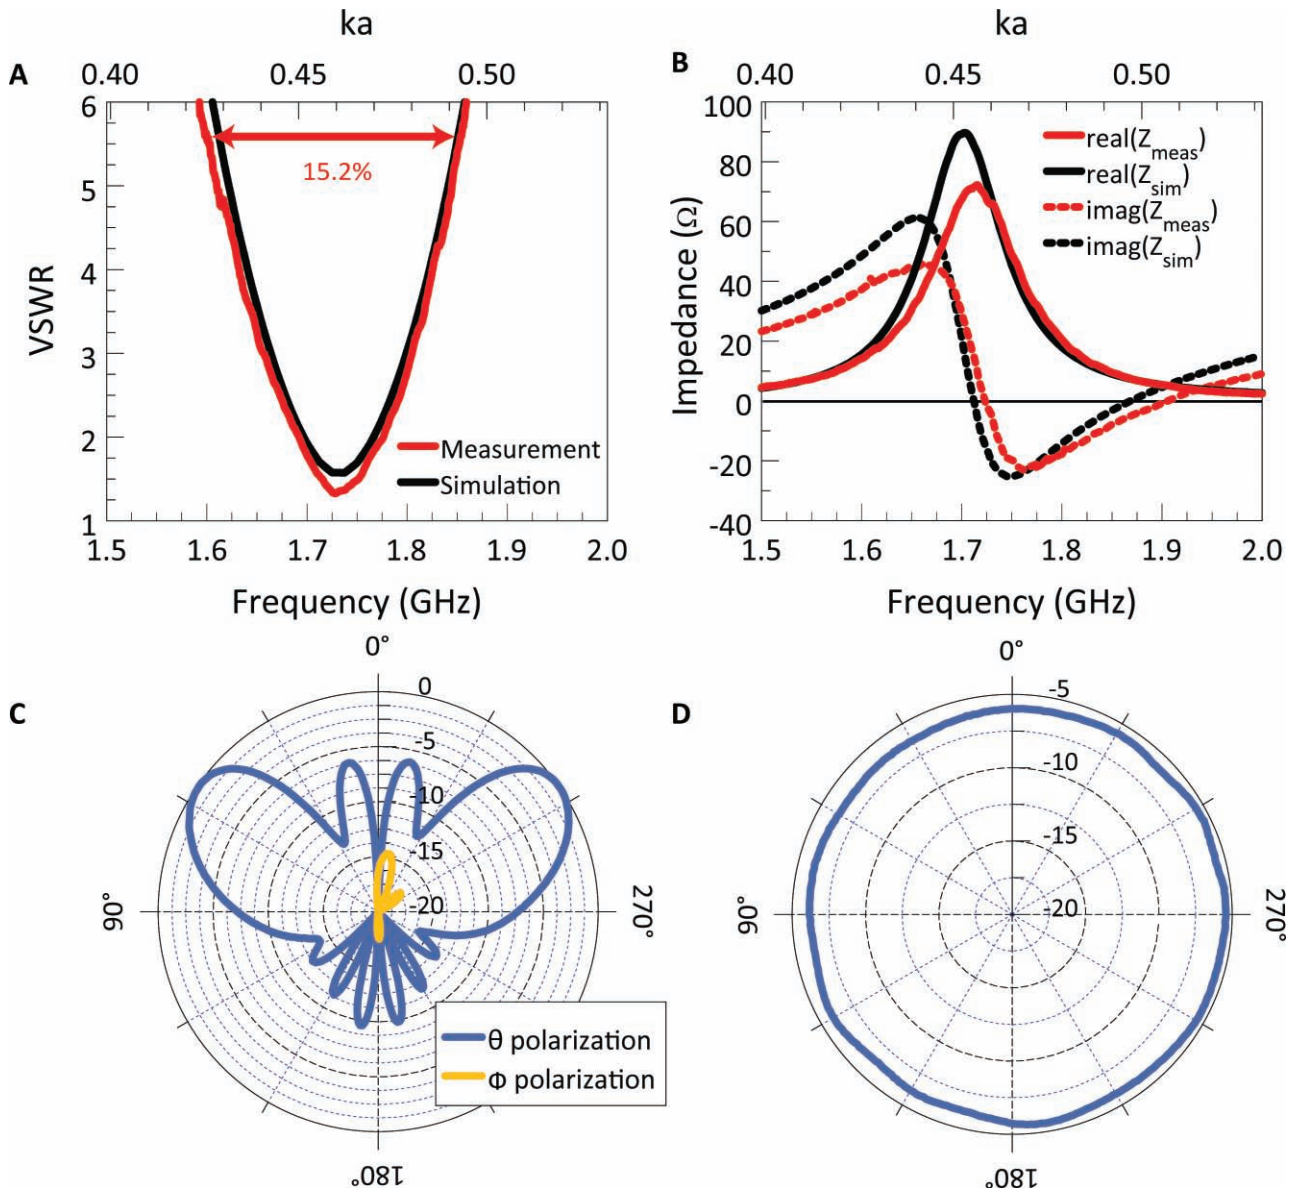 ka
A
0.40 0.45 0.50
6
5
4
3
2
1
VSWR
15.2%
Measurement
Simulation
1.5 1.6 1.7 1.8 1.9 2.0
Frequency (GHz)
ka
B
0.40 0.45 0.50
100
80
60
40
20
0
-20
-40
Impedance (Ω)
real(Zmeas)
real(Zsim)
imag(Zmeas)
imag(Zsim)
1.5 1.6 1.7 1.8 1.9 2.0
Frequency (GHz)
C
0°
0
-5
-10
-15
-20
90°
270°
180°
θ polarization
Φ polarization
D
0°
-5
-10
-15
-20
90°
270°
180°